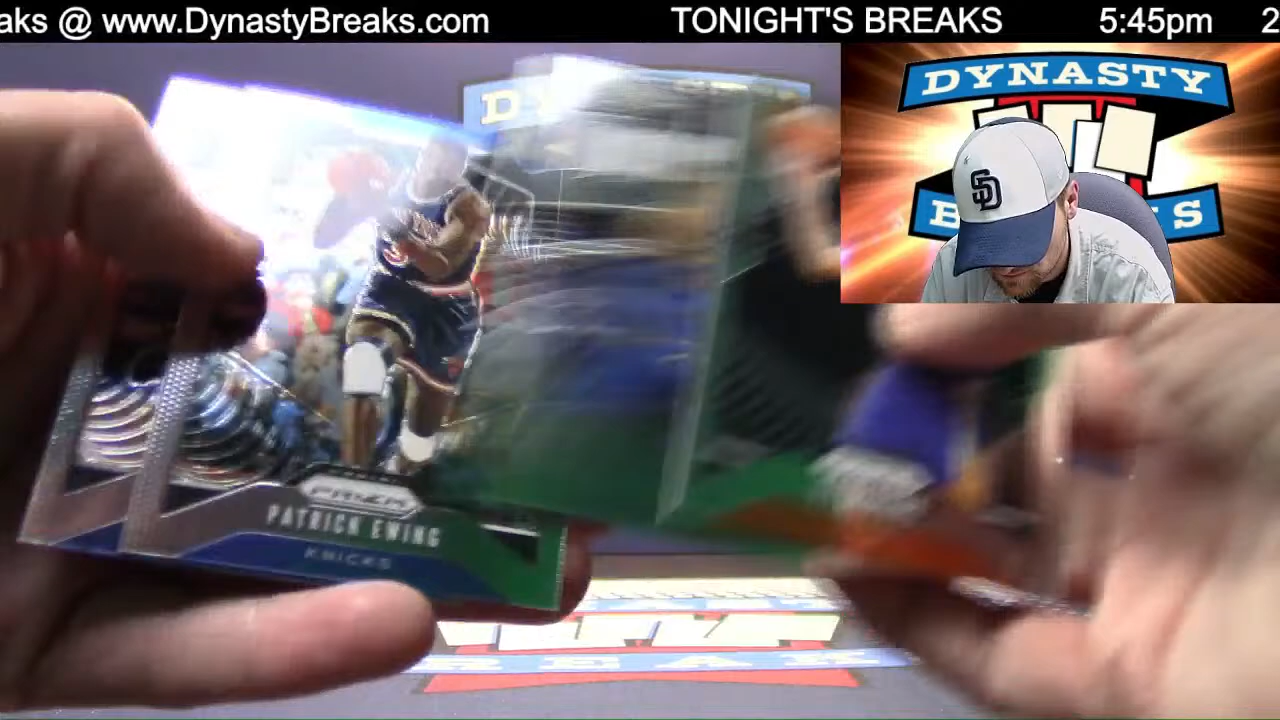 aks @ www.DynastyBreaks.com TONIGHT'S BREAKS 5:45pm 2
DYNASTY
SD
PRIZM
PATRICK EWING
KNICKS